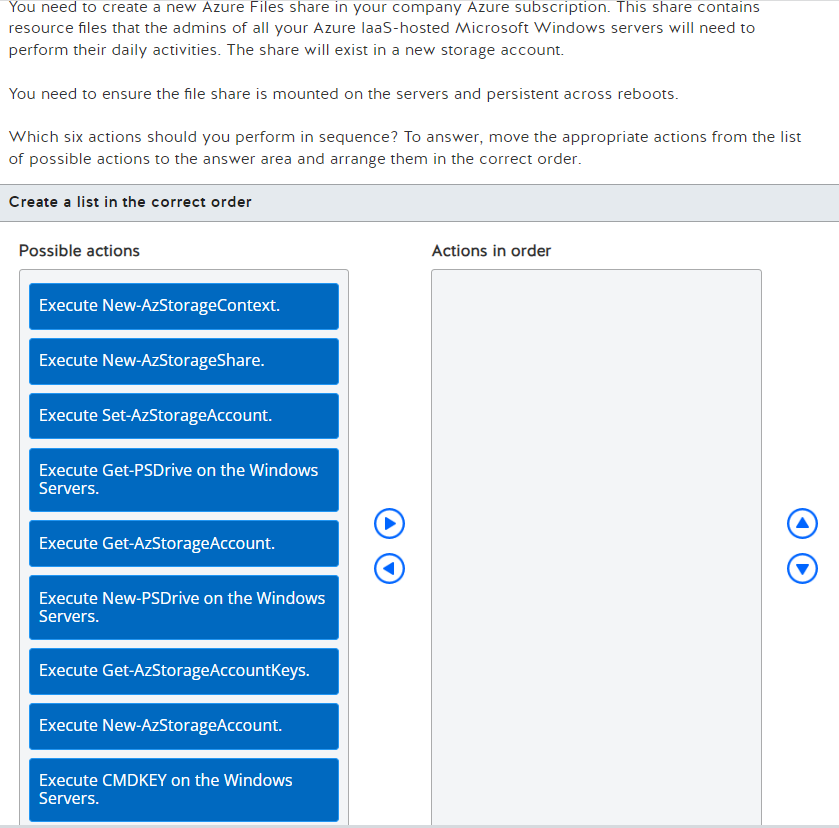 You need to create a new Azure Files share in your company Azure subscription. This share contains
resource files that the admins of all your Azure IaaS-hosted Microsoft Windows servers will need to
perform their daily activities. The share will exist in a new storage account.
You need to ensure the file share is mounted on the servers and persistent across reboots.
Which six actions should you perform in sequence? To answer, move the appropriate actions from the list
of possible actions to the answer area and arrange them in the correct order.
Create a list in the correct order
Possible actions
Actions in order
Execute New-AzStorageContext.
Execute New-AzStorageShare.
Execute Set-AzStorageAccount.
Execute Get-PSDrive on the Windows
Servers.
Execute Get-AzStorageAccount.
Execute New-PSDrive on the Windows
Servers.
Execute Get-AzStorageAccountKeys.
Execute New-AzStorageAccount.
Execute CMDKEY on the Windows
Servers.